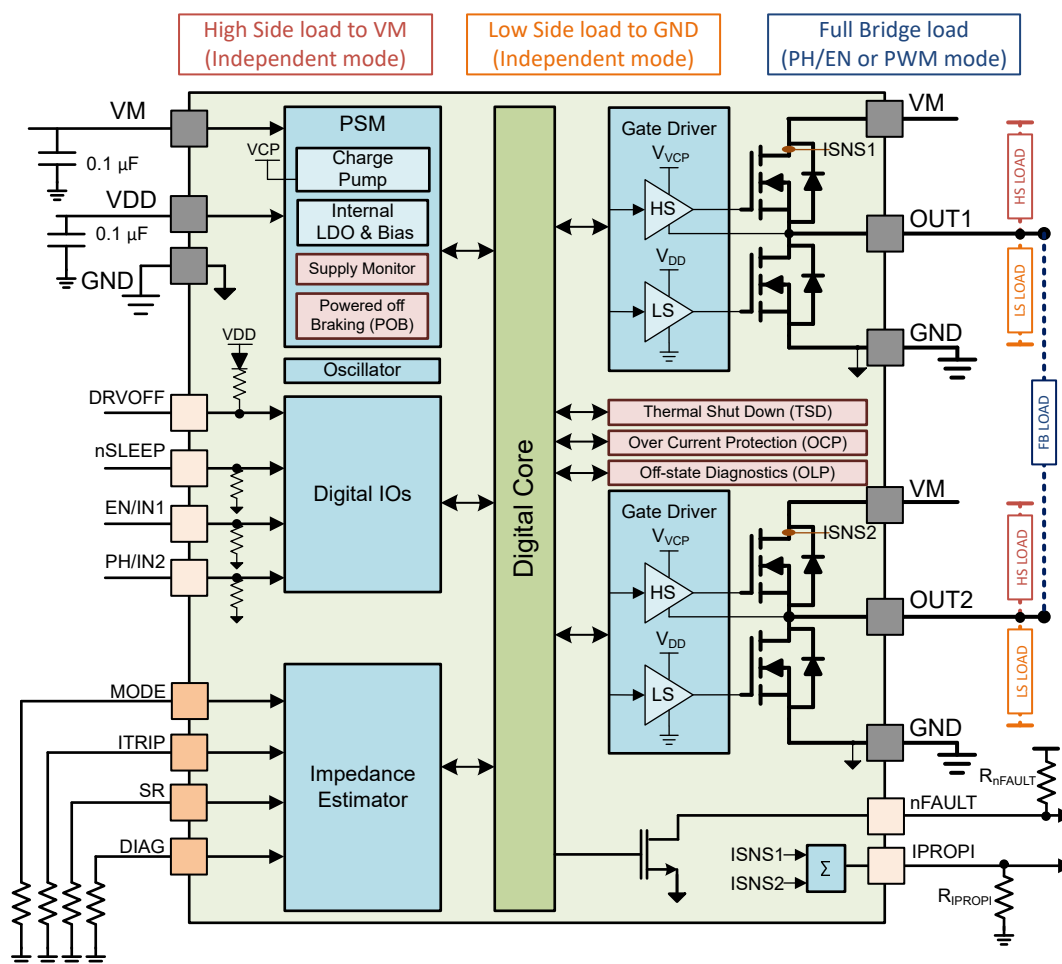 High Side load to VM
(Independent mode)
Low Side load to GND
(Independent mode)
Full Bridge load
(PH/EN or PWM mode)
VM
0.1 µF
VDD
0.1 µF
GND
PSM
VCP
Charge
Pump
Internal
LDO & Bias
Supply Monitor
Powered off
Braking (POB)
Oscillator
VDD
DRVOFF
nSLEEP
EN/IN1
PH/IN2
Digital IOs
MODE
ITRIP
SR
DIAG
Impedance
Estimator
Digital Core
Gate Driver
VVCP
HS
VDD
LS
ISNS1
VM
OUT1
GND
HS LOAD
LS LOAD
FB LOAD
Thermal Shut Down (TSD)
Over Current Protection (OCP)
Off-state Diagnostics (OLP)
Gate Driver
VVCP
HS
VDD
LS
ISNS2
VM
OUT2
GND
HS LOAD
LS LOAD
RnFAULT
nFAULT
ISNS1
ISNS2
Σ
IPROPI
RIPROPI